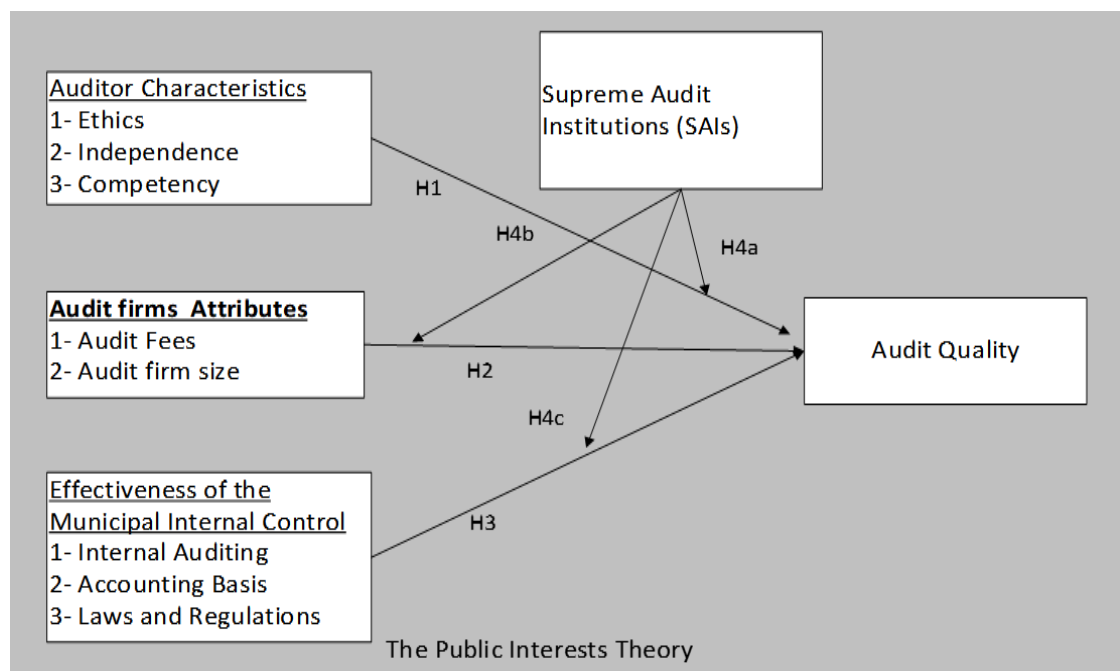 Auditor Characteristics
1- Ethics
2- Independence
3- Competency
Supreme Audit
Institutions (SAIs)
H1
H4b
H4a
Audit firms Attributes
1- Audit Fees
2- Audit firm size
H2
Audit Quality
H4c
Effectiveness of the
Municipal Internal Control
1- Internal Auditing
2- Accounting Basis
3- Laws and Regulations
H3
The Public Interests Theory